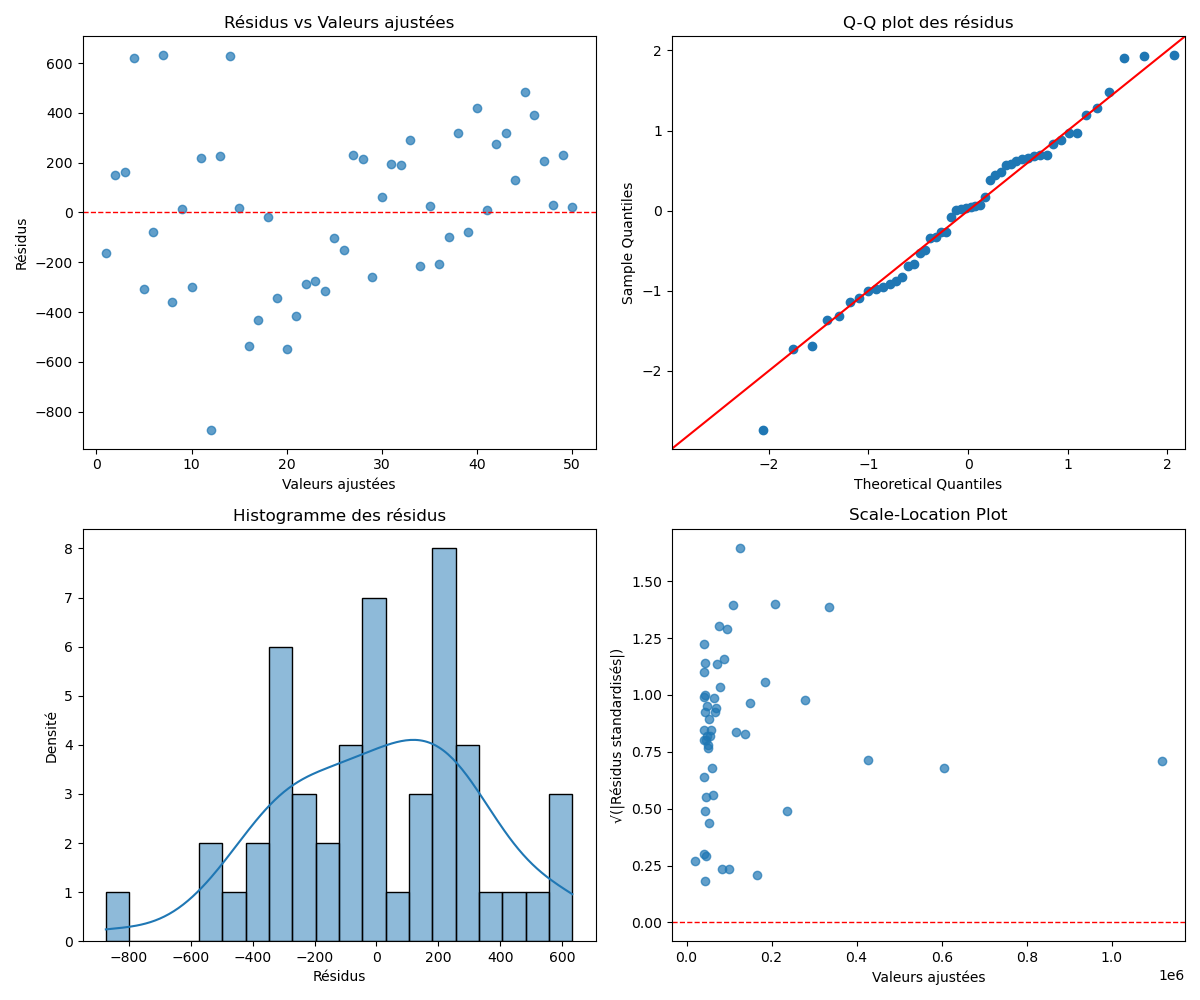 Résidus vs Valeurs ajustées
600
400
200
0
−200
−400
−600
−800
Résidus
0 10 20 30 40 50
Valeurs ajustées
Q-Q plot des résidus
2
1
0
−1
−2
Sample Quantiles
−2 −1 0 1 2
Theoretical Quantiles
Histogramme des résidus
8
7
6
5
4
3
2
1
0
Densité
−800 −600 −400 −200 0 200 400 600
Résidus
Scale-Location Plot
1.50
1.25
1.00
0.75
0.50
0.25
0.00
√(|Résidus standardisés|)
0.0 0.2 0.4 0.6 0.8 1.0
1e6
Valeurs ajustées